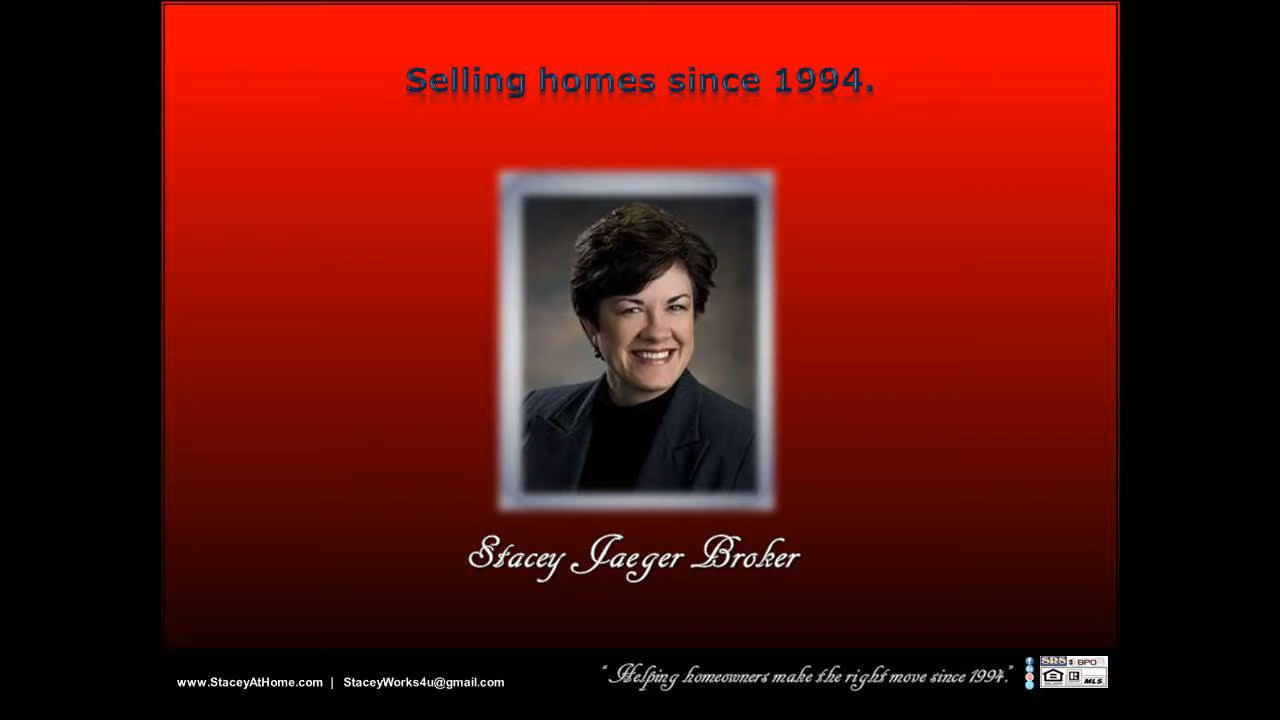 Selling homes since 1994.
Stacey Jaeger Broker
www.StaceyAtHome.com | StaceyWorks4u@gmail.com
“ Helping homeowners make the right move since 1994.”
SRS BPO
R MLS